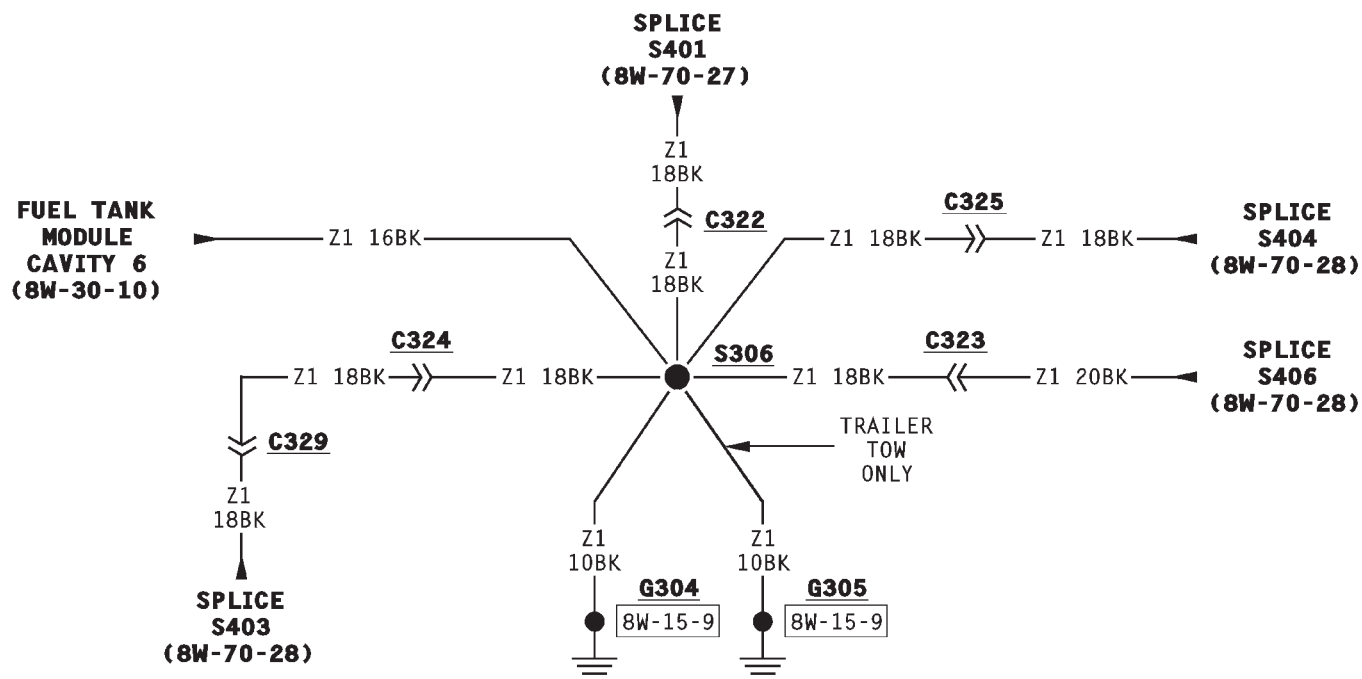 SPLICE
S401
(8W-70-27)
Z1
18BK
C322
Z1
18BK
FUEL TANK
MODULE
CAVITY 6
(8W-30-10)
Z1 16BK
C325
Z1 18BK
Z1 18BK
SPLICE
S404
(8W-70-28)
C324
Z1 18BK
Z1 18BK
S306
C323
Z1 18BK
Z1 20BK
SPLICE
S406
(8W-70-28)
C329
Z1
18BK
SPLICE
S403
(8W-70-28)
TRAILER
TOW
ONLY
Z1
10BK
G304
8W-15-9
Z1
10BK
G305
8W-15-9